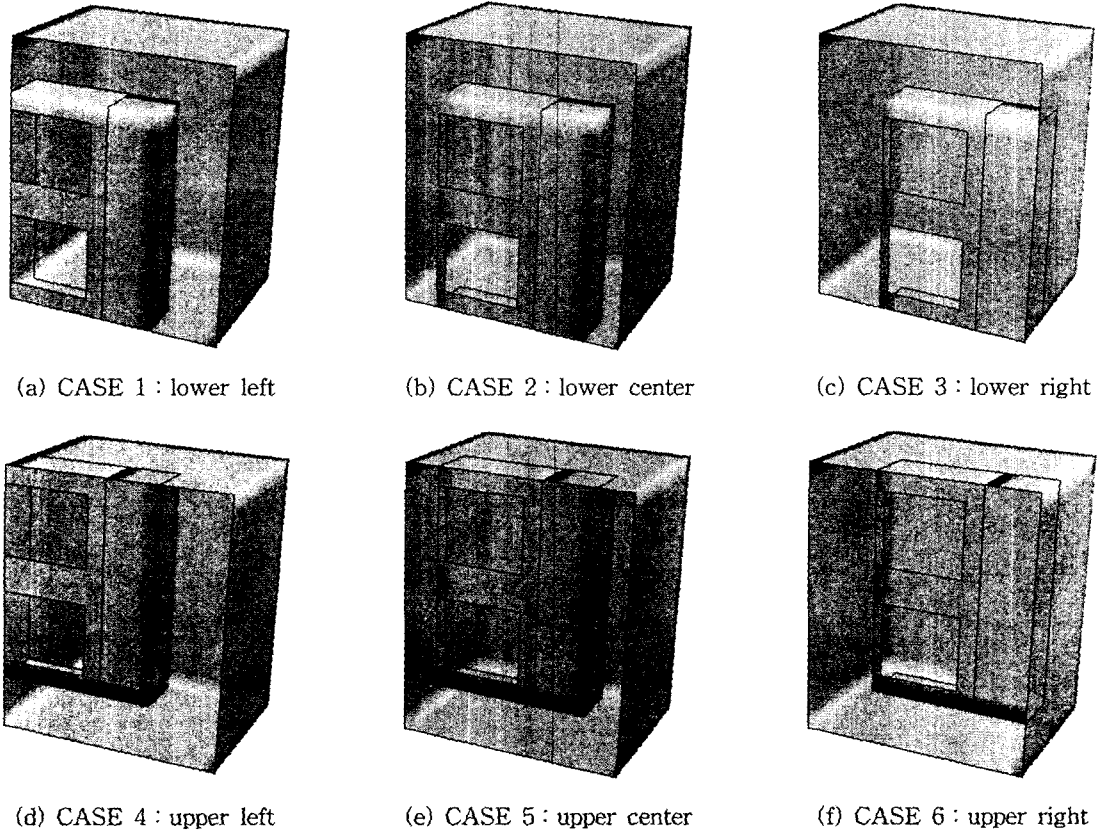 (a) CASE 1 : lower left
(b) CASE 2 : lower center
(c) CASE 3 : lower right
(d) CASE 4 : upper left
(e) CASE 5 : upper center
(f) CASE 6 : upper right